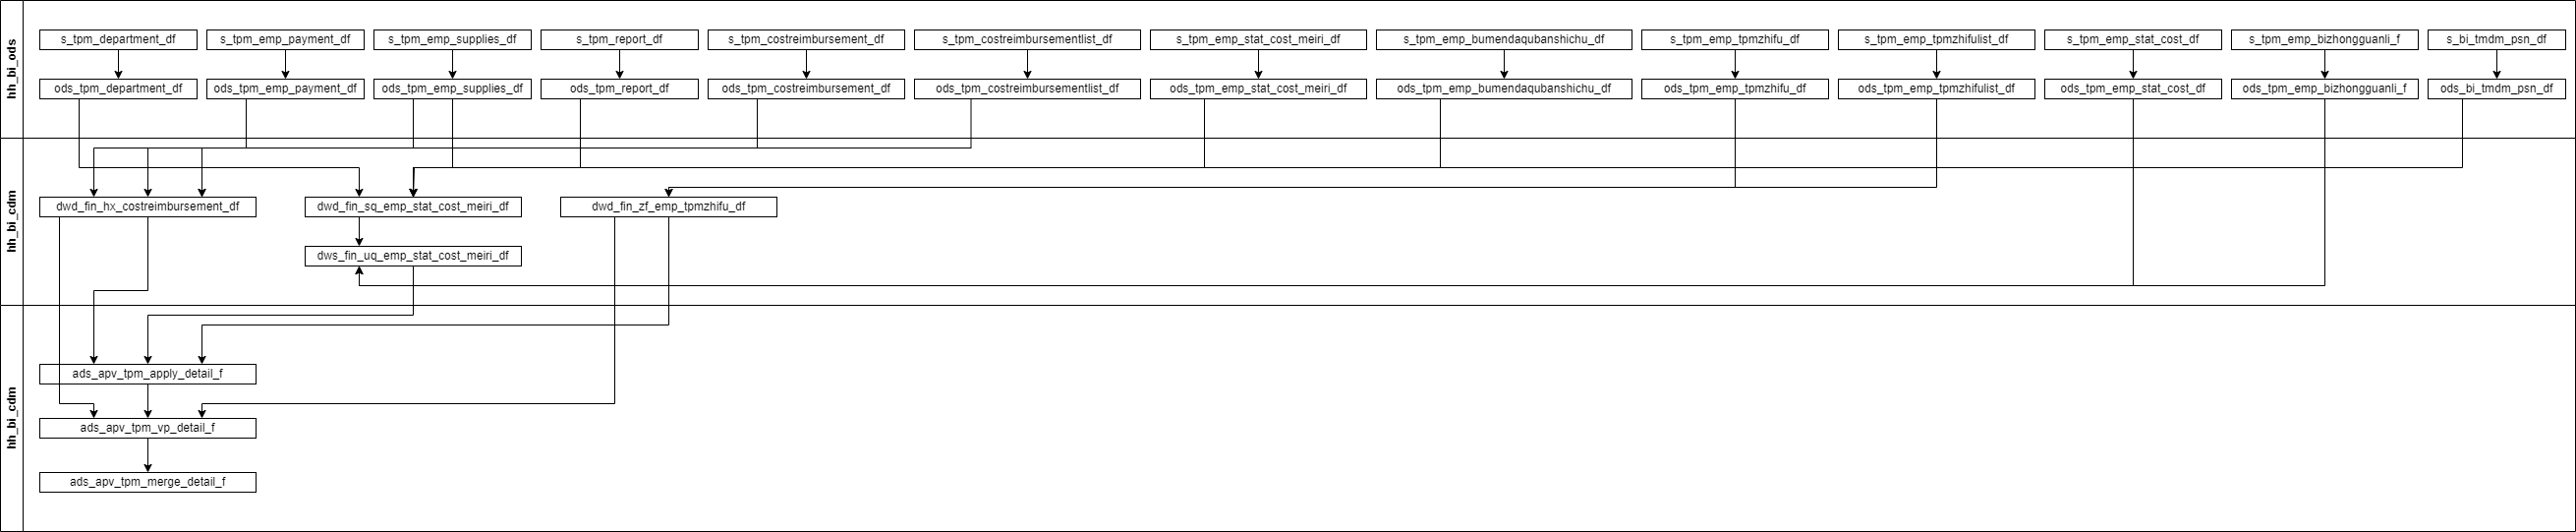 hh_bi_ods
s_tpm_department_df
s_tpm_emp_payment_df
s_tpm_emp_supplies_df
s_tpm_report_df
s_tpm_costreimbursement_df
s_tpm_costreimbursementlist_df
s_tpm_emp_stat_cost_meiri_df
s_tpm_emp_bumendaqubanshichu_df
s_tpm_emp_tpmzhifu_df
s_tpm_emp_tpmzhifulist_df
s_tpm_emp_stat_cost_df
s_tpm_emp_bizhongguanli_f
s_bi_tmdm_psn_df
ods_tpm_department_df
ods_tpm_emp_payment_df
ods_tpm_emp_supplies_df
ods_tpm_report_df
ods_tpm_costreimbursement_df
ods_tpm_costreimbursementlist_df
ods_tpm_emp_stat_cost_meiri_df
ods_tpm_emp_bumendaqubanshichu_df
ods_tpm_emp_tpmzhifu_df
ods_tpm_emp_tpmzhifulist_df
ods_tpm_emp_stat_cost_df
ods_tpm_emp_bizhongguanli_f
ods_bi_tmdm_psn_df
hh_bi_cdm
dwd_fin_hx_costreimbursement_df
dwd_fin_sq_emp_stat_cost_meiri_df
dwd_fin_zf_emp_tpmzhifu_df
dws_fin_uq_emp_stat_cost_meiri_df
hh_bi_cdm
ads_apv_tpm_apply_detail_f
ads_apv_tpm_vp_detail_f
ads_apv_tpm_merge_detail_f